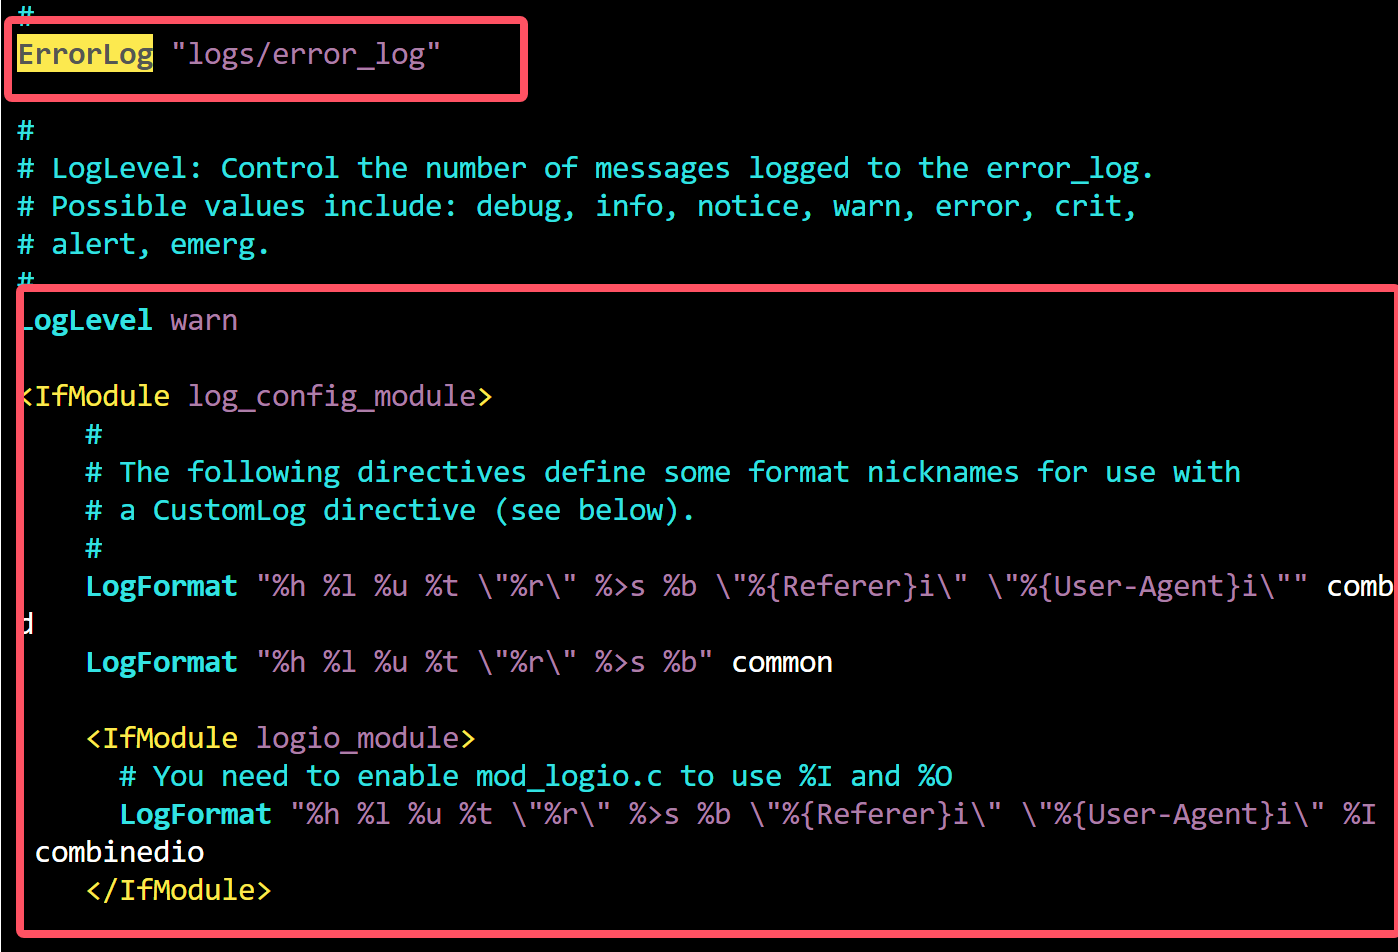 #
ErrorLog "logs/error_log"
#
# LogLevel: Control the number of messages logged to the error_log.
# Possible values include: debug, info, notice, warn, error, crit,
# alert, emerg.
#
LogLevel warn
<IfModule log_config_module>
#
# The following directives define some format nicknames for use with
# a CustomLog directive (see below).
#
LogFormat "%h %l %u %t \"%r\" %>s %b \"%{Referer}i\" \"%{User-Agent}i\"" comb
d
LogFormat "%h %l %u %t \"%r\" %>s %b" common
<IfModule logio_module>
# You need to enable mod_logio.c to use %I and %O
LogFormat "%h %l %u %t \"%r\" %>s %b \"%{Referer}i\" \"%{User-Agent}i\" %I
combinedio
</IfModule>